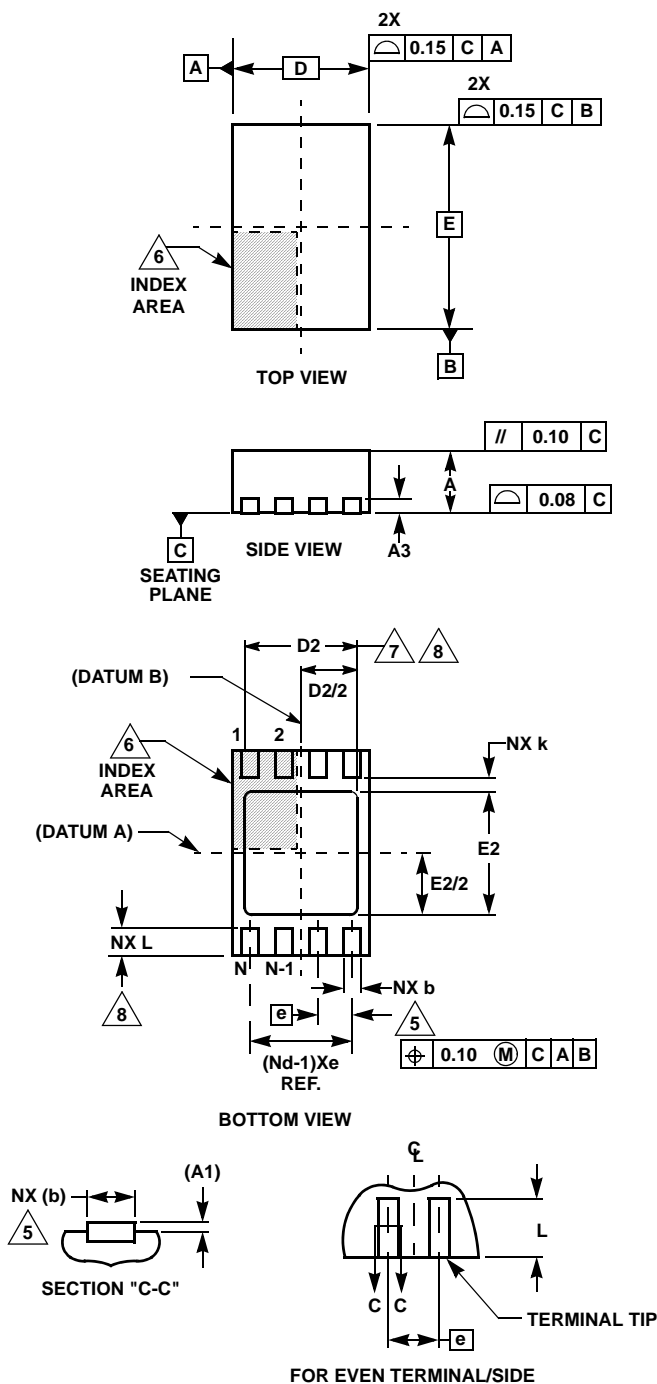 2X
⌓ 0.15 C A
A
D
2X
⌓ 0.15 C B
E
6
INDEX
AREA
B
TOP VIEW
// 0.10 C
A
⌓ 0.08 C
C
SIDE VIEW
A3
SEATING
PLANE
D2
7 8
(DATUM B)
D2/2
1 2
6
INDEX
AREA
NX k
(DATUM A)
E2
E2/2
NX L
N N-1
NX b
8
e
5
(Nd-1)Xe
REF.
⌖ 0.10 Ⓜ C A B
BOTTOM VIEW
(A1)
NX (b)
5
SECTION "C-C"
℄
L
C C
TERMINAL TIP
e
FOR EVEN TERMINAL/SIDE